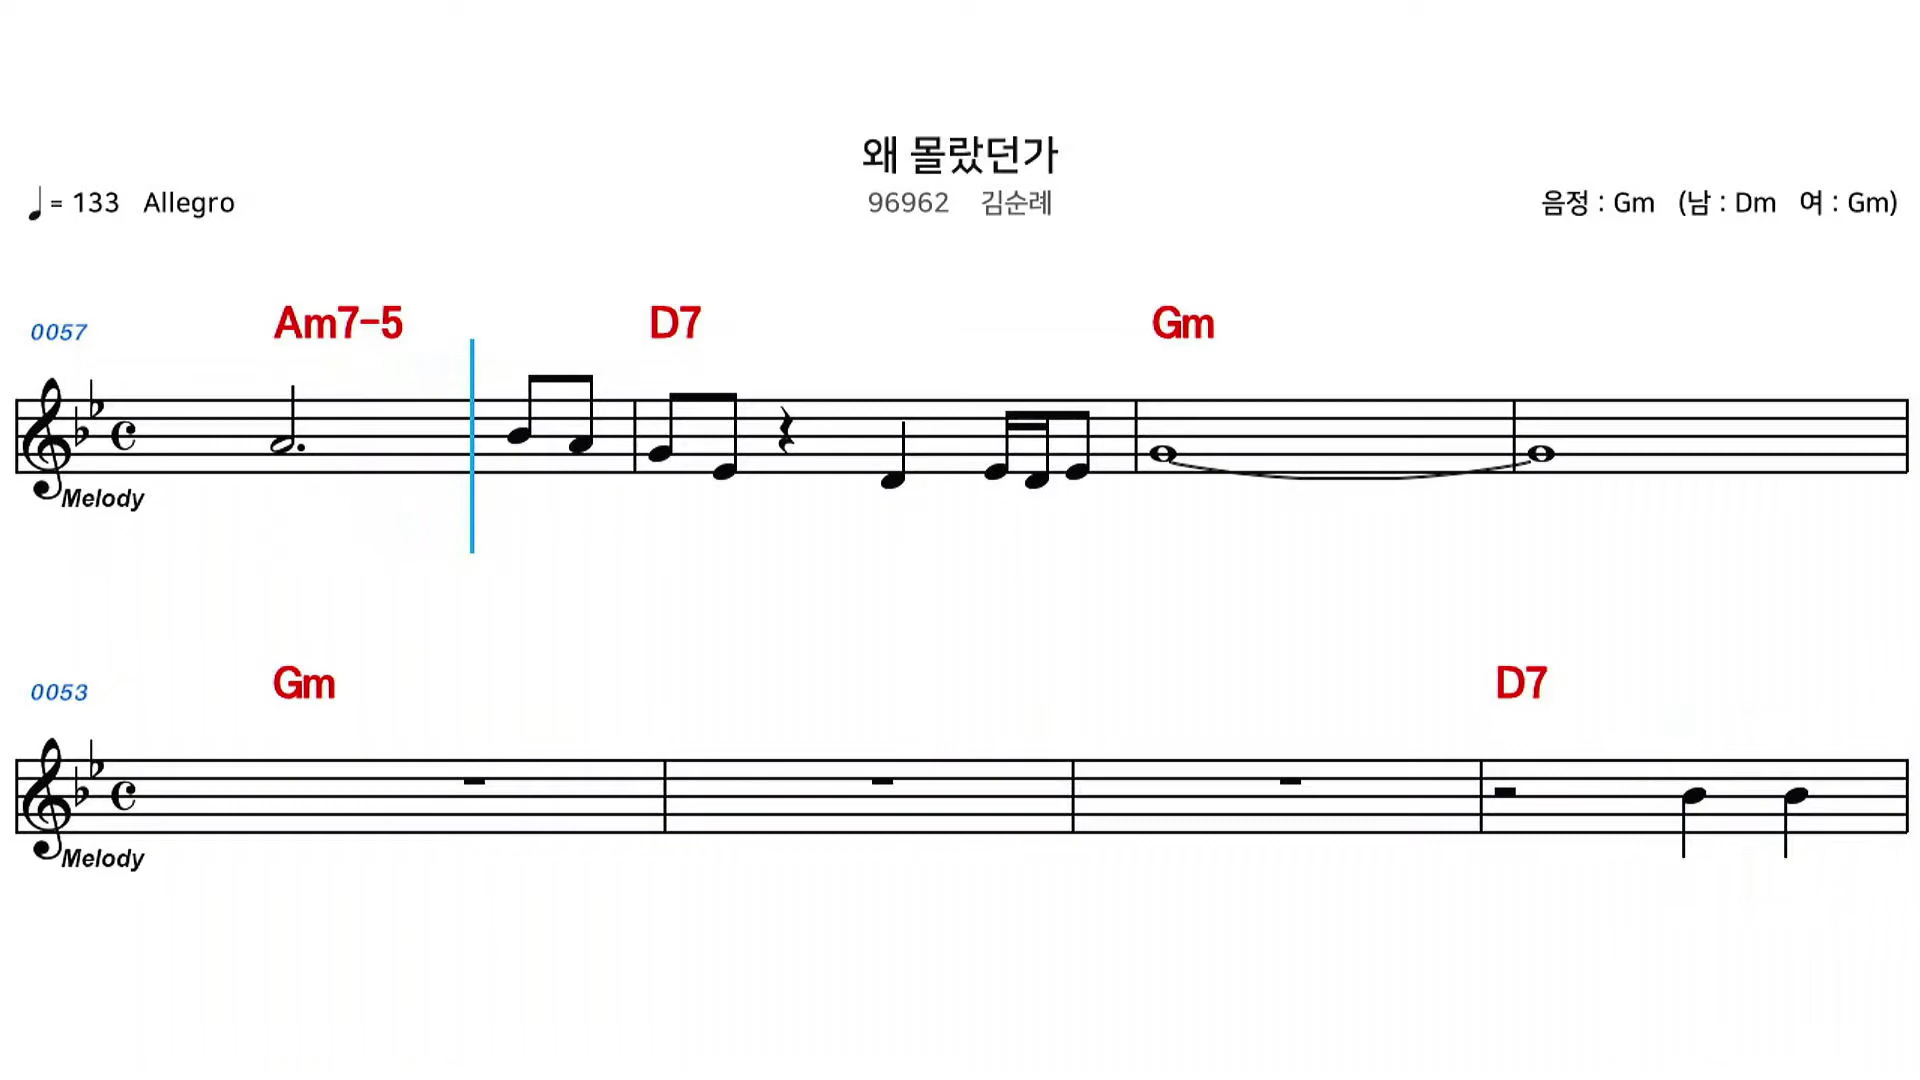 왜 몰랐던가
= 133 Allegro
96962 김순례
음정 : Gm (남 : Dm 여 : Gm)
0057 Am7-5 D7 Gm
Melody
0053 Gm D7
Melody